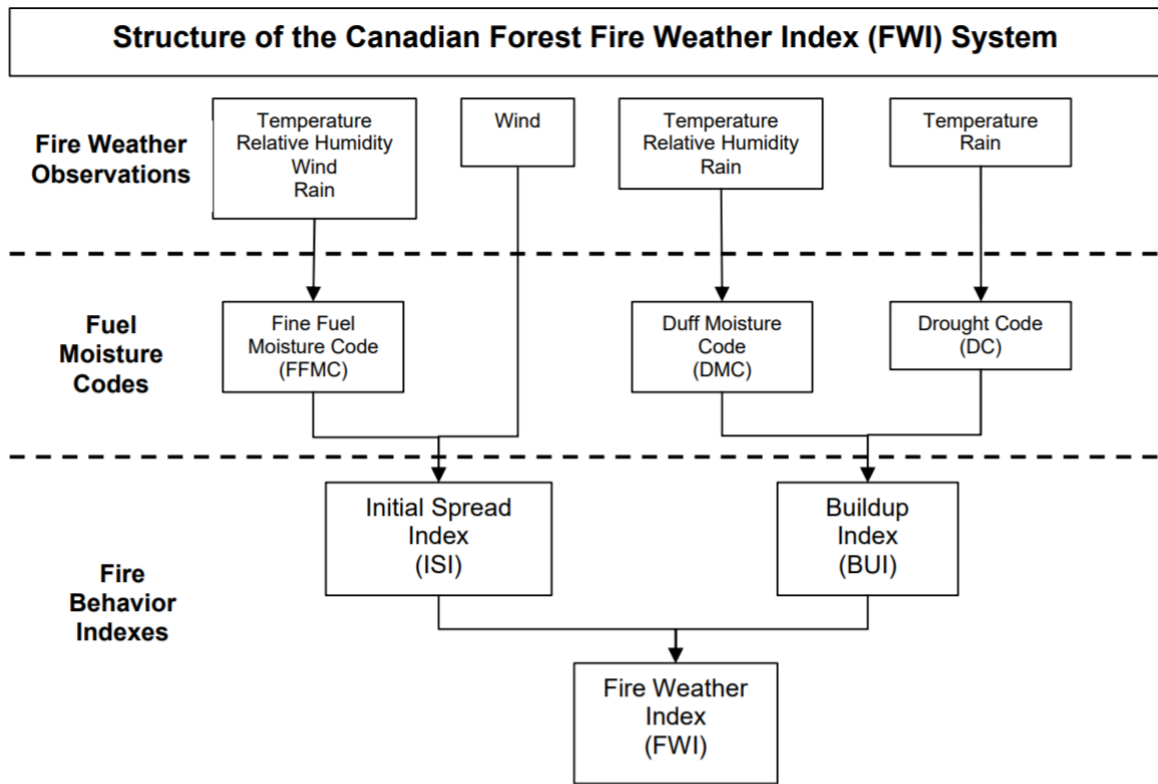 Structure of the Canadian Forest Fire Weather Index (FWI) System
Fire Weather
Observations
Temperature
Relative Humidity
Wind
Rain
Wind
Temperature
Relative Humidity
Rain
Temperature
Rain
Fuel
Moisture
Codes
Fine Fuel
Moisture Code
(FFMC)
Duff Moisture
Code
(DMC)
Drought Code
(DC)
Fire
Behavior
Indexes
Initial Spread
Index
(ISI)
Buildup
Index
(BUI)
Fire Weather
Index
(FWI)